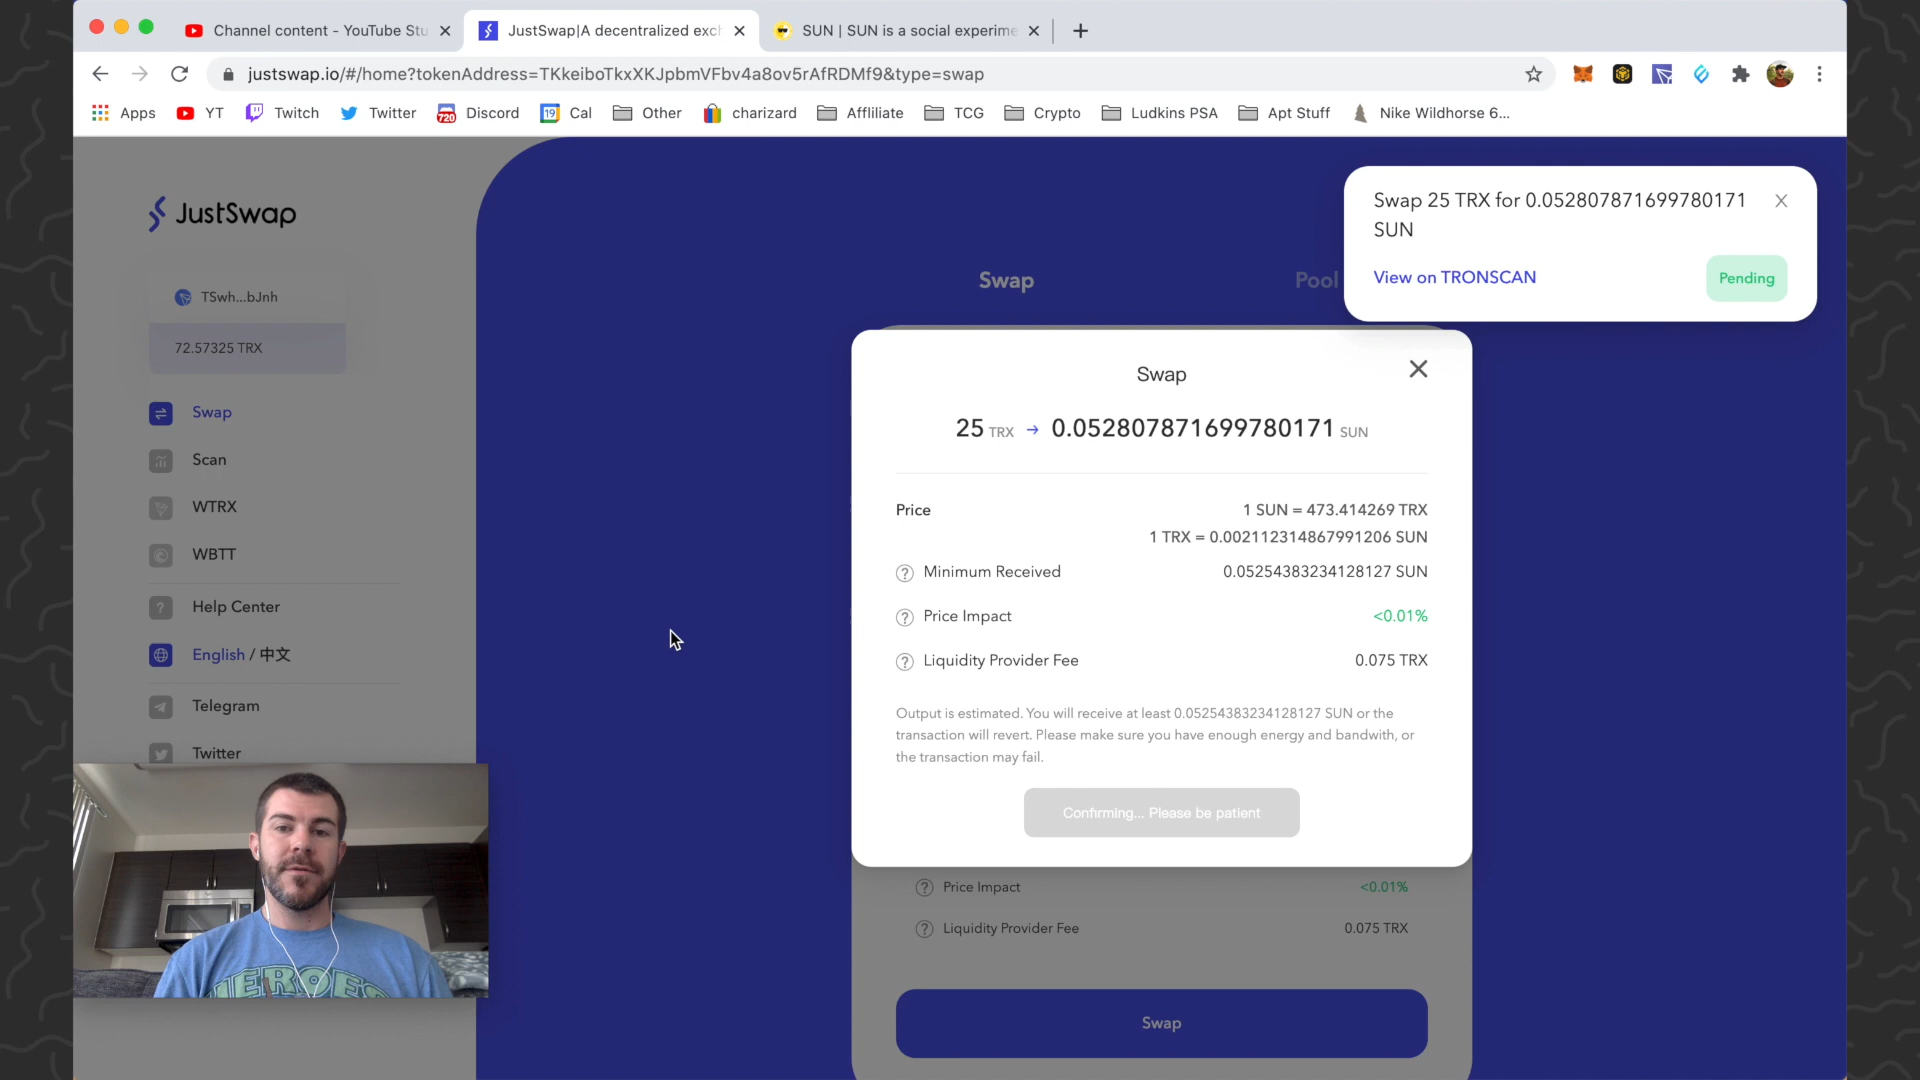 Channel content - YouTube Stu
JustSwap|A decentralized exch
SUN | SUN is a social experime
justswap.io/#/home?tokenAddress=TKkeiboTkxXKJpbmVFbv4a8ov5rAfRDMf9&type=swap
Apps
YT
Twitch
Twitter
720
Discord
19
Cal
Other
charizard
Affliliate
TCG
Crypto
Ludkins PSA
Apt Stuff
Nike Wildhorse 6...
JustSwap
TSwh...bJnh
72.57325 TRX
Swap
Scan
WTRX
WBTT
Help Center
English / 中文
Telegram
Twitter
Swap
Pool
Swap 25 TRX for 0.052807871699780171
SUN
View on TRONSCAN
Pending
Swap
25 TRX → 0.052807871699780171 SUN
Price
1 SUN = 473.414269 TRX
1 TRX = 0.002112314867991206 SUN
Minimum Received
0.05254383234128127 SUN
Price Impact
<0.01%
Liquidity Provider Fee
0.075 TRX
Output is estimated. You will receive at least 0.05254383234128127 SUN or the
transaction will revert. Please make sure you have enough energy and bandwith, or
the transaction may fail.
Confirming... Please be patient
Price Impact
<0.01%
Liquidity Provider Fee
0.075 TRX
Swap
HEROES